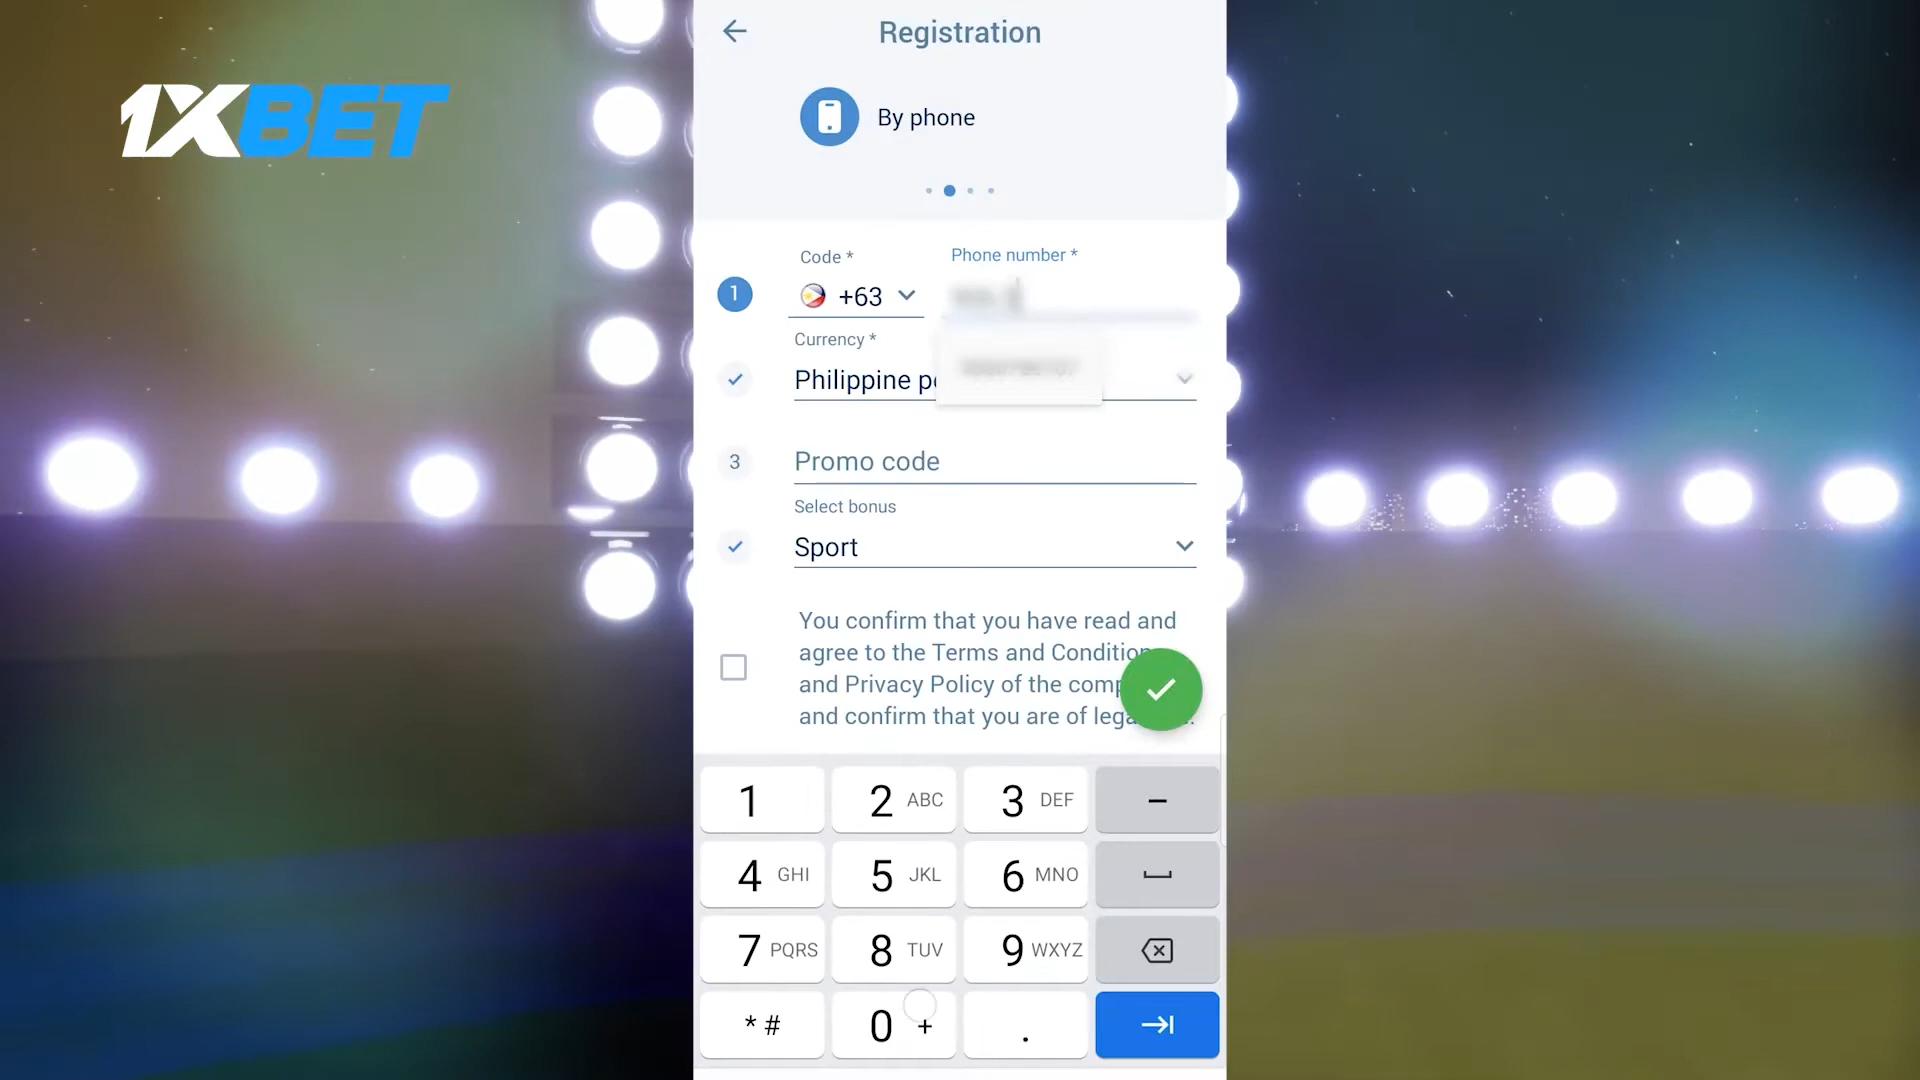 Registration
1XBET
By phone
Code *
Phone number *
1
+63
Currency *
Philippine
3
Promo code
Select bonus
Sport
You confirm that you have read and
agree to the Terms and Condition
and Privacy Policy of the comp
and confirm that you are of lega
1
2 ABC
3 DEF
–
4 GHI
5 JKL
6 MNO
7 PQRS
8 TUV
9 WXYZ
* #
0 +
.